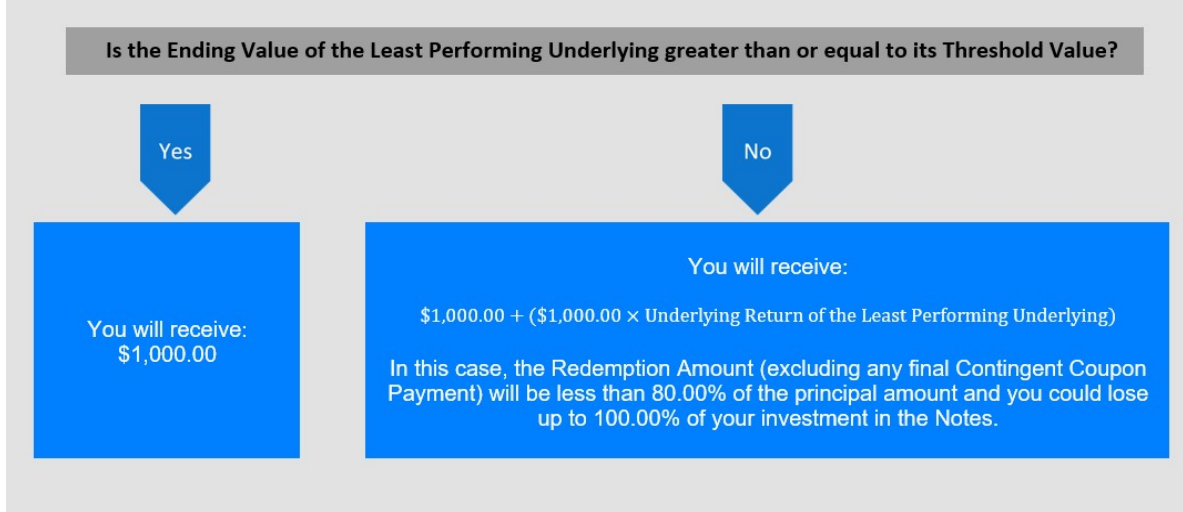 Is the Ending Value of the Least Performing Underlying greater than or equal to its Threshold Value?
Yes
No
You will receive:
$1,000.00
You will receive:
$1,000.00 + ($1,000.00 × Underlying Return of the Least Performing Underlying)
In this case, the Redemption Amount (excluding any final Contingent Coupon
Payment) will be less than 80.00% of the principal amount and you could lose
up to 100.00% of your investment in the Notes.